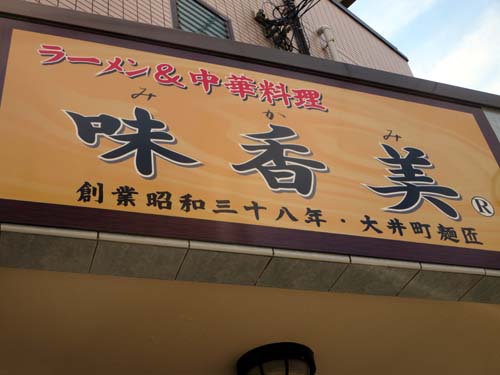 ラーメン&中華料理
みかみ
味香美®
創業昭和三十八年・大井町麺匠